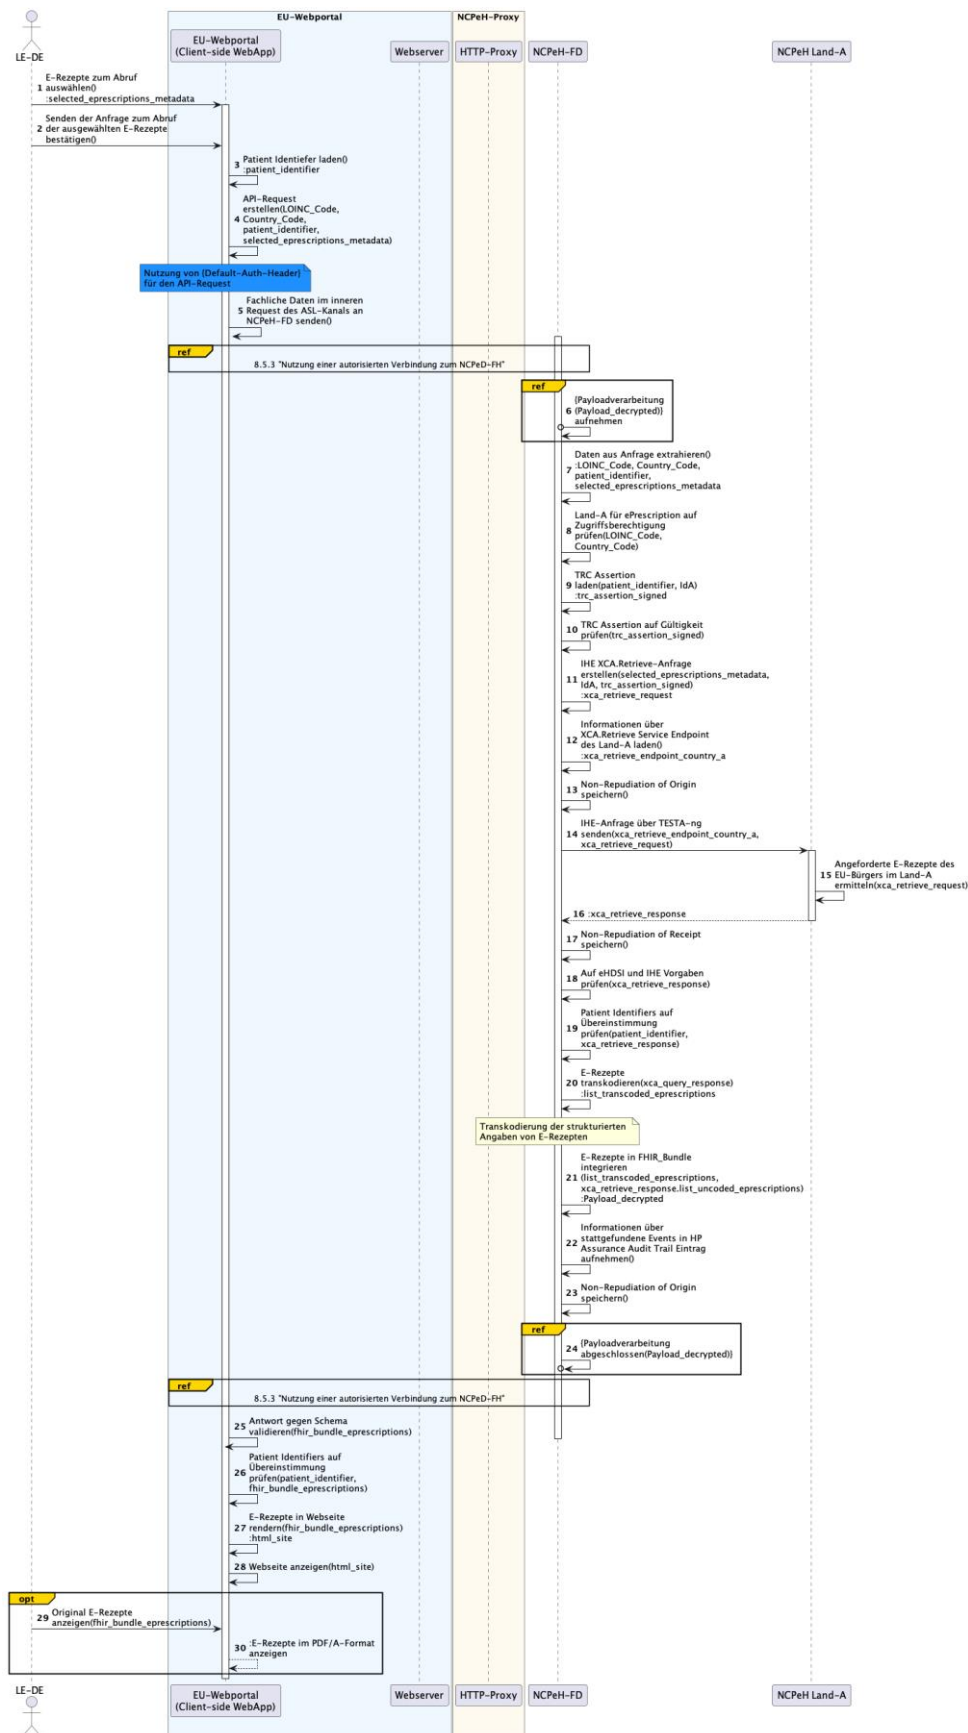 EU-Webportal
NCPeH-Proxy
LE-DE
EU-Webportal
(Client-side WebApp)
Webserver
HTTP-Proxy
NCPeH-FD
NCPeH Land-A
E-Rezepte zum Abruf
1 auswählen()
:selected_eprescriptions_metadata
Senden der Anfrage zum Abruf
2 der ausgewählten E-Rezepte
bestätigen()
3 Patient Identiefer laden()
:patient_identifier
API-Request
erstellen(LOINC_Code,
4 Country_Code,
patient_identifier,
selected_eprescriptions_metadata)
Nutzung von {Default-Auth-Header}
für den API-Request
Fachliche Daten im inneren
5 Request des ASL-Kanals an
NCPeH-FD senden()
ref
8.5.3 "Nutzung einer autorisierten Verbindung zum NCPeD-FH"
ref
{Payloadverarbeitung
6 (Payload_decrypted)}
aufnehmen
Daten aus Anfrage extrahieren()
7 :LOINC_Code, Country_Code,
patient_identifier,
selected_eprescriptions_metadata
Land-A für ePrescription auf
8 Zugriffsberechtigung
prüfen(LOINC_Code,
Country_Code)
TRC Assertion
9 laden(patient_identifier, IdA)
:trc_assertion_signed
10 TRC Assertion auf Gültigkeit
prüfen(trc_assertion_signed)
IHE XCA.Retrieve-Anfrage
11 erstellen(selected_eprescriptions_metadata,
IdA, trc_assertion_signed)
:xca_retrieve_request
Informationen über
12 XCA.Retrieve Service Endpoint
des Land-A laden()
:xca_retrieve_endpoint_country_a
13 Non-Repudiation of Origin
speichern()
IHE-Anfrage über TESTA-ng
14 senden(xca_retrieve_endpoint_country_a,
xca_retrieve_request)
Angeforderte E-Rezepte des
15 EU-Bürgers im Land-A
ermitteln(xca_retrieve_request)
16 :xca_retrieve_response
17 Non-Repudiation of Receipt
speichern()
18 Auf eHDSI und IHE Vorgaben
prüfen(xca_retrieve_response)
Patient Identifiers auf
19 Übereinstimmung
prüfen(patient_identifier,
xca_retrieve_response)
E-Rezepte
20 transkodieren(xca_query_response)
:list_transcoded_eprescriptions
Transkodierung der strukturierten
Angaben von E-Rezepten
E-Rezepte in FHIR_Bundle
integrieren
21 (list_transcoded_eprescriptions,
xca_retrieve_response.list_uncoded_eprescriptions)
:Payload_decrypted
Informationen über
22 stattgefundene Events in HP
Assurance Audit Trail Eintrag
aufnehmen()
23 Non-Repudiation of Origin
speichern()
ref
24 {Payloadverarbeitung
abgeschlossen(Payload_decrypted)}
ref
8.5.3 "Nutzung einer autorisierten Verbindung zum NCPeD-FH"
25 Antwort gegen Schema
validieren(fhir_bundle_eprescriptions)
Patient Identifiers auf
26 Übereinstimmung
prüfen(patient_identifier,
fhir_bundle_eprescriptions)
E-Rezepte in Webseite
27 rendern(fhir_bundle_eprescriptions)
:html_site
28 Webseite anzeigen(html_site)
opt
29 Original E-Rezepte
anzeigen(fhir_bundle_eprescriptions)
30 :E-Rezepte im PDF/A-Format
anzeigen
LE-DE
EU-Webportal
(Client-side WebApp)
Webserver
HTTP-Proxy
NCPeH-FD
NCPeH Land-A